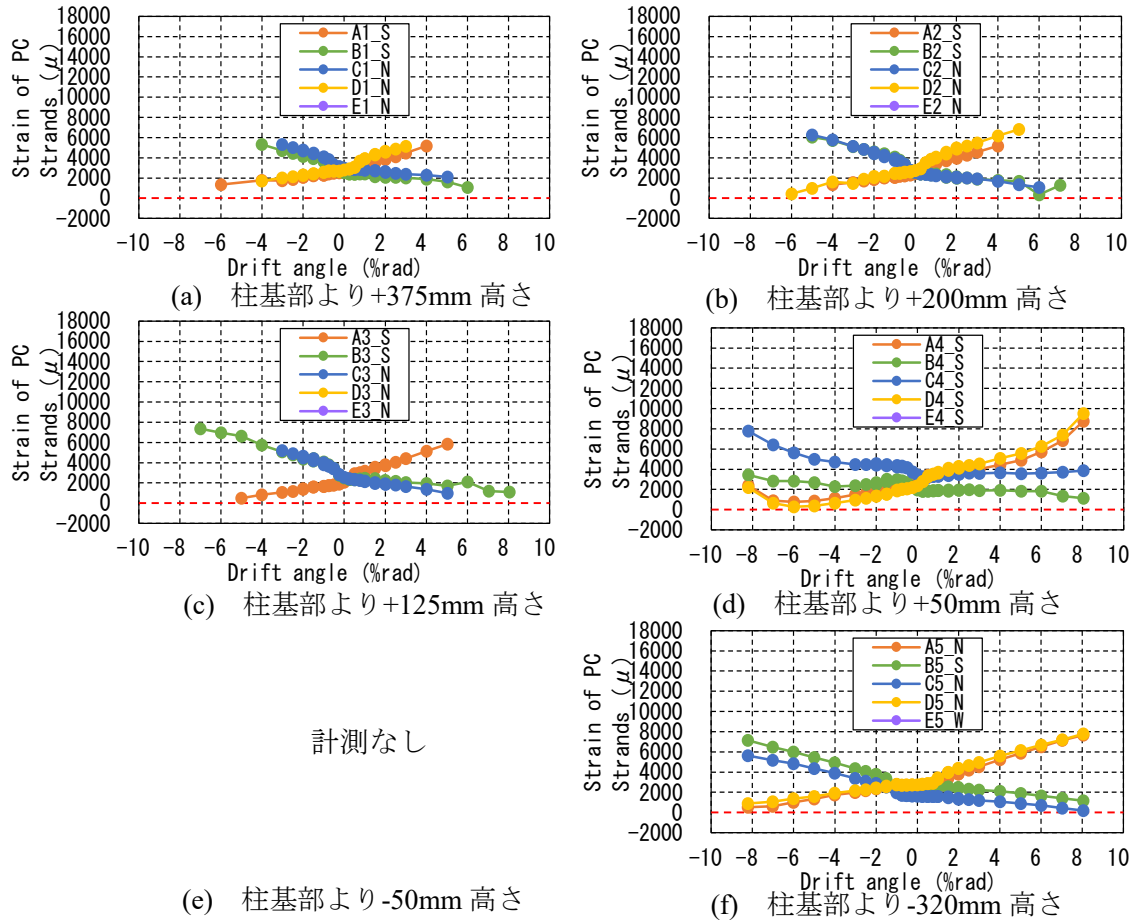 Strain of PC
Strands (μ)
18000
16000
14000
12000
10000
8000
6000
4000
2000
0
−2000
A1_S
B1_S
C1_N
D1_N
E1_N
−10 −8 −6 −4 −2 0 2 4 6 8 10
Drift angle (%rad)
(a) 柱基部より+375mm 高さ
Strain of PC
Strands (μ)
18000
16000
14000
12000
10000
8000
6000
4000
2000
0
−2000
A2_S
B2_S
C2_N
D2_N
E2_N
−10 −8 −6 −4 −2 0 2 4 6 8 10
Drift angle (%rad)
(b) 柱基部より+200mm 高さ
Strain of PC
Strands (μ)
18000
16000
14000
12000
10000
8000
6000
4000
2000
0
−2000
A3_S
B3_S
C3_N
D3_N
E3_N
−10 −8 −6 −4 −2 0 2 4 6 8 10
Drift angle (%rad)
(c) 柱基部より+125mm 高さ
Strain of PC
Strands (μ)
18000
16000
14000
12000
10000
8000
6000
4000
2000
0
−2000
A4_S
B4_S
C4_S
D4_S
E4_S
−10 −8 −6 −4 −2 0 2 4 6 8 10
Drift angle (%rad)
(d) 柱基部より+50mm 高さ
計測なし
(e) 柱基部より-50mm 高さ
Strain of PC
Strands (μ)
18000
16000
14000
12000
10000
8000
6000
4000
2000
0
−2000
A5_N
B5_S
C5_N
D5_N
E5_W
−10 −8 −6 −4 −2 0 2 4 6 8 10
Drift angle (%rad)
(f) 柱基部より-320mm 高さ